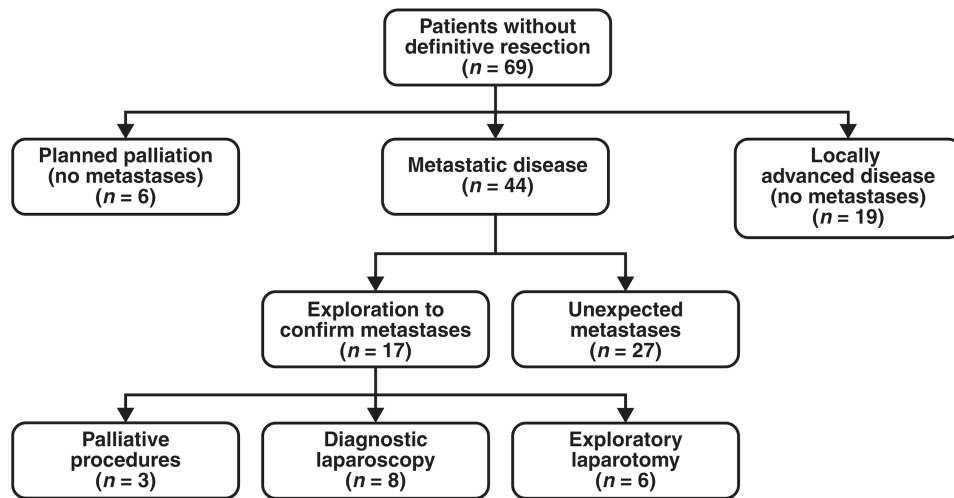 Patients without
definitive resection
(n = 69)
Planned palliation
(no metastases)
(n = 6)
Metastatic disease
(n = 44)
Locally
advanced disease
(no metastases)
(n = 19)
Exploration to
confirm metastases
(n = 17)
Unexpected
metastases
(n = 27)
Palliative
procedures
(n = 3)
Diagnostic
laparoscopy
(n = 8)
Exploratory
laparotomy
(n = 6)